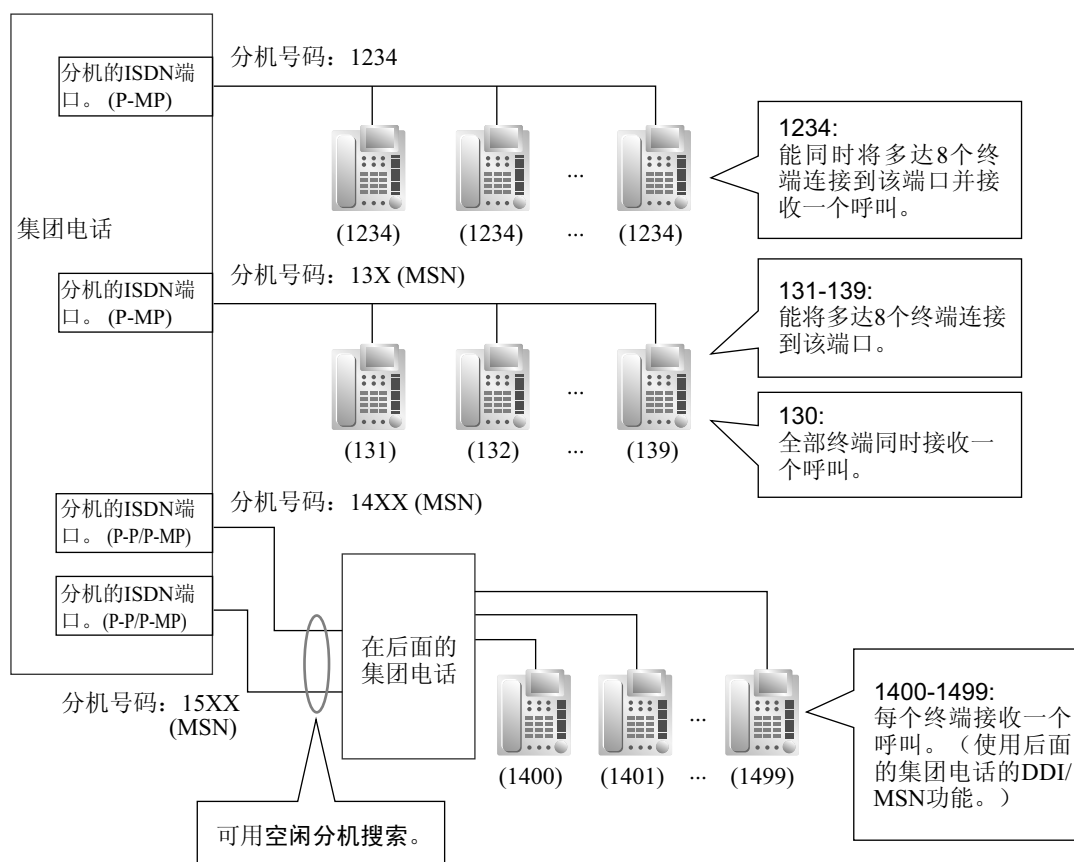 集团电话
分机的ISDN端
口。 (P-MP)
分机号码：1234
...
(1234)
(1234)
...
(1234)
1234:
能同时将多达8个终
端连接到该端口并接
收一个呼叫。
分机的ISDN端
口。 (P-MP)
分机号码：13X (MSN)
...
(131)
(132)
...
(139)
131-139:
能将多达8个终端连接
到该端口。
130:
全部终端同时接收一
个呼叫。
分机的ISDN端
口。 (P-P/P-MP)
分机号码：14XX (MSN)
分机的ISDN端
口。(P-P/P-MP)
分机号码：15XX
(MSN)
在后面的
集团电话
...
(1400)
(1401)
...
(1499)
1400-1499:
每个终端接收一个
呼叫。（使用后面
的集团电话的DDI/
MSN功能。）
可用空闲分机搜索。